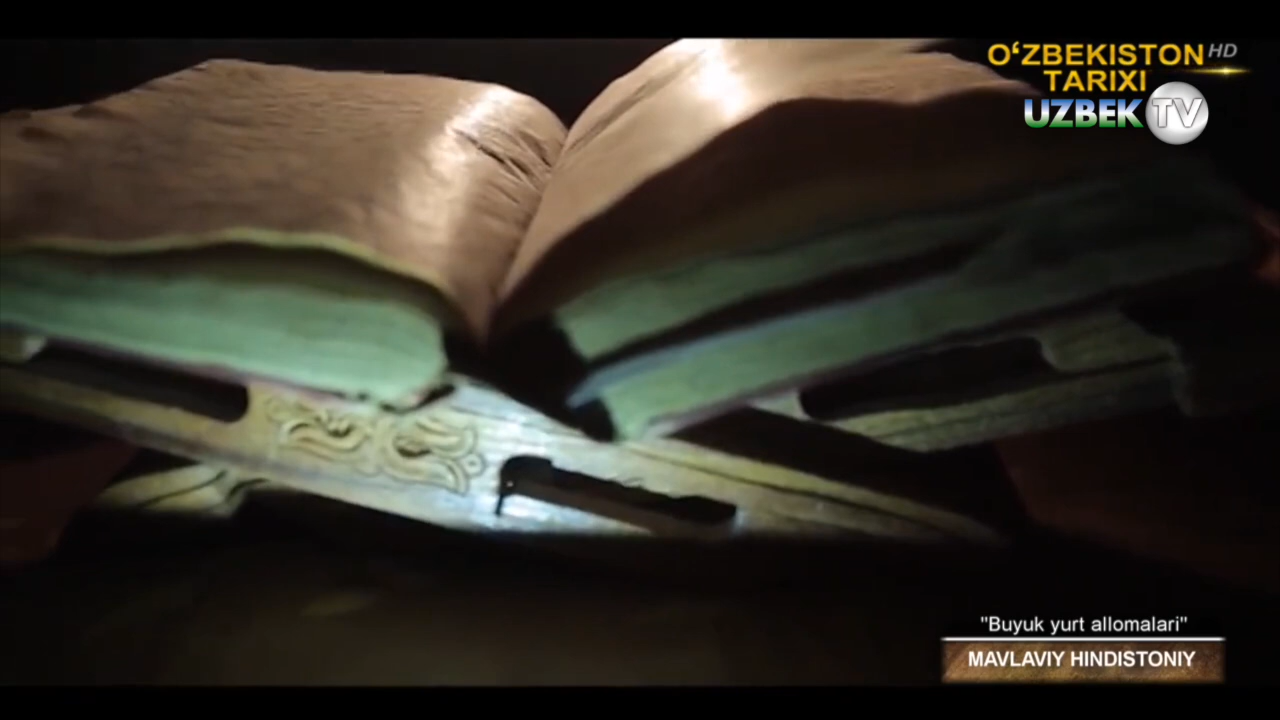 O‘ZBEKISTON HD
TARIXI
UZBEK TV
"Buyuk yurt allomalari"
MAVLAVIY HINDISTONIY